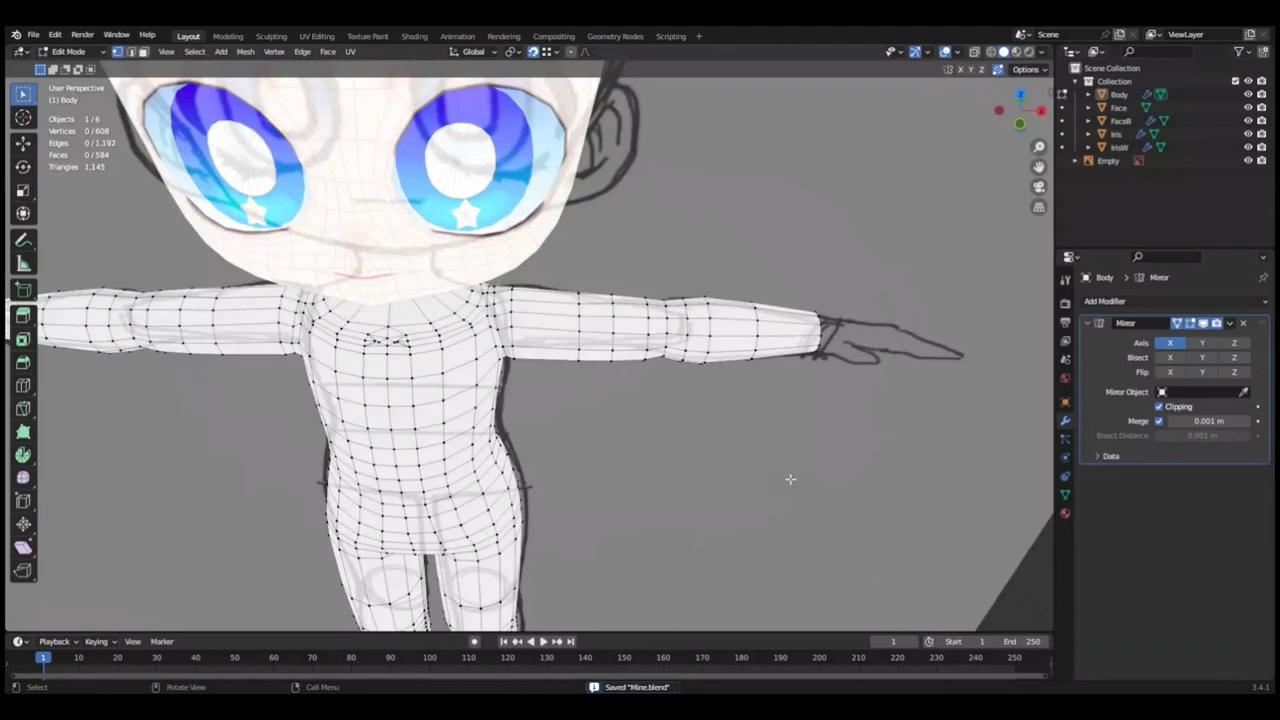 File Edit Render Window Help Layout Modeling Sculpting UV Editing Texture Paint Shading Animation Rendering Compositing Geometry Nodes Scripting + Scene ViewLayer
Edit Mode View Select Add Mesh Vertex Edge Face UV Global
X Y Z Options
Scene Collection
Collection
Body
Face
FaceB
Iris
IrisW
Empty
User Perspective
(1) Body
Objects 1/6
Vertices 0/608
Edges 0/1,192
Faces 0/584
Triangles 1,145
Z
X
Body > Mirror
Add Modifier
Mirror
Axis X Y Z
Bisect X Y Z
Flip X Y Z
Mirror Object
Clipping
Merge 0.001 m
Bisect Distance 0.001 m
Data
Playback Keying View Marker 1 Start 1 End 250
1 10 20 30 40 50 60 70 80 90 100 110 120 130 140 150 160 170 180 190 200 210 220 230 240 250
Select Rotate View Call Menu Saved "Mine.blend" 3.4.1